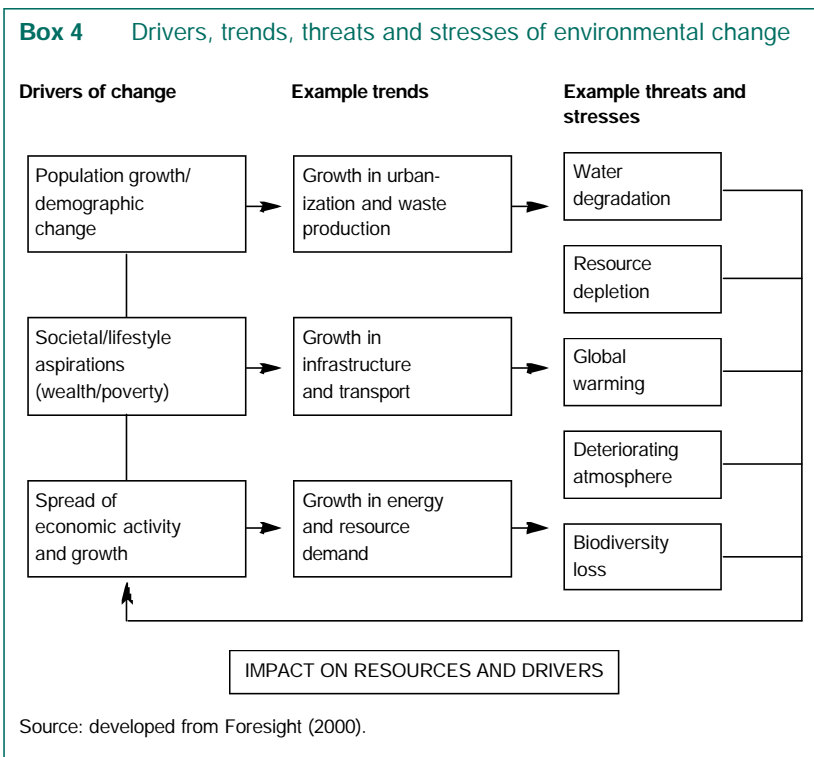 Box 4 Drivers, trends, threats and stresses of environmental change
Drivers of change
Example trends
Example threats and
stresses
Population growth/
demographic
change
Growth in urban-
ization and waste
production
Water
degradation
Resource
depletion
Societal/lifestyle
aspirations
(wealth/poverty)
Growth in
infrastructure
and transport
Global
warming
Deteriorating
atmosphere
Spread of
economic activity
and growth
Growth in energy
and resource
demand
Biodiversity
loss
IMPACT ON RESOURCES AND DRIVERS
Source: developed from Foresight (2000).